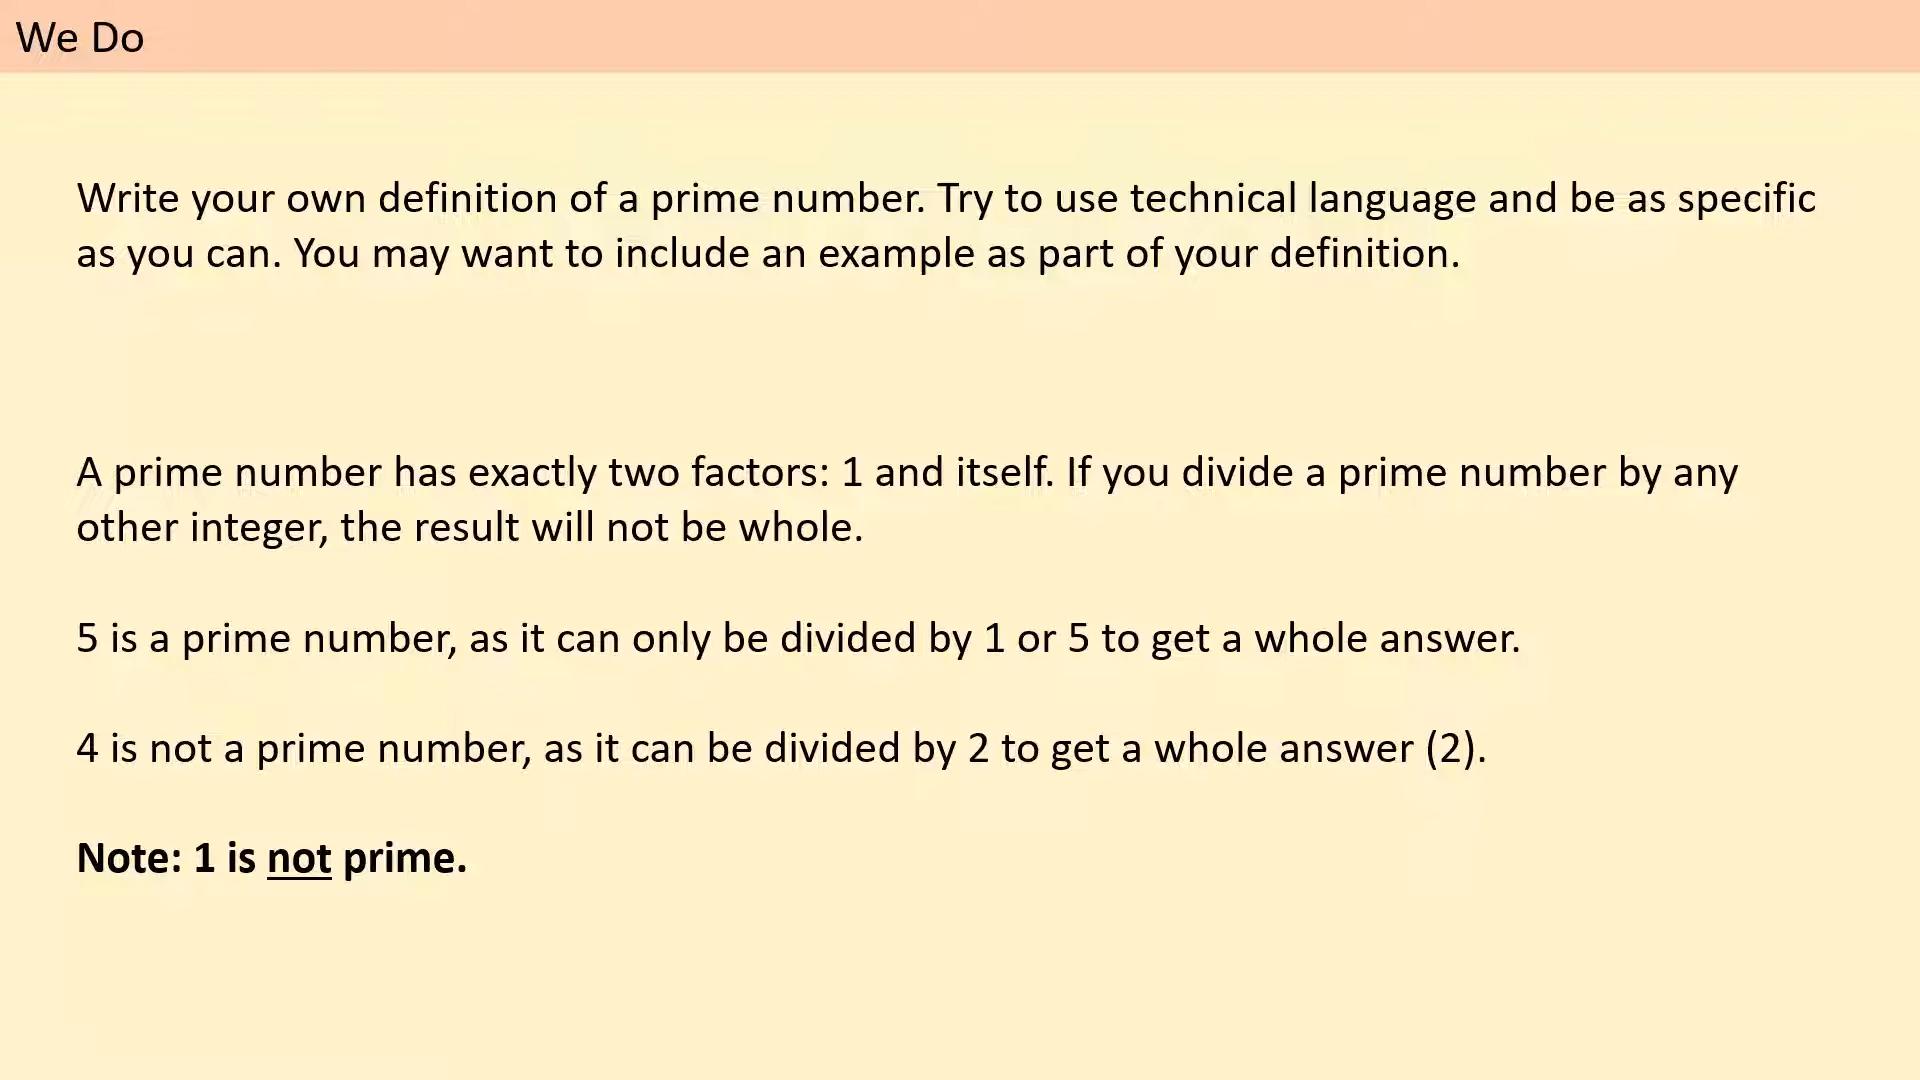 We Do
Write your own definition of a prime number. Try to use technical language and be as specific
as you can. You may want to include an example as part of your definition.
A prime number has exactly two factors: 1 and itself. If you divide a prime number by any
other integer, the result will not be whole.
5 is a prime number, as it can only be divided by 1 or 5 to get a whole answer.
4 is not a prime number, as it can be divided by 2 to get a whole answer (2).
Note: 1 is not prime.